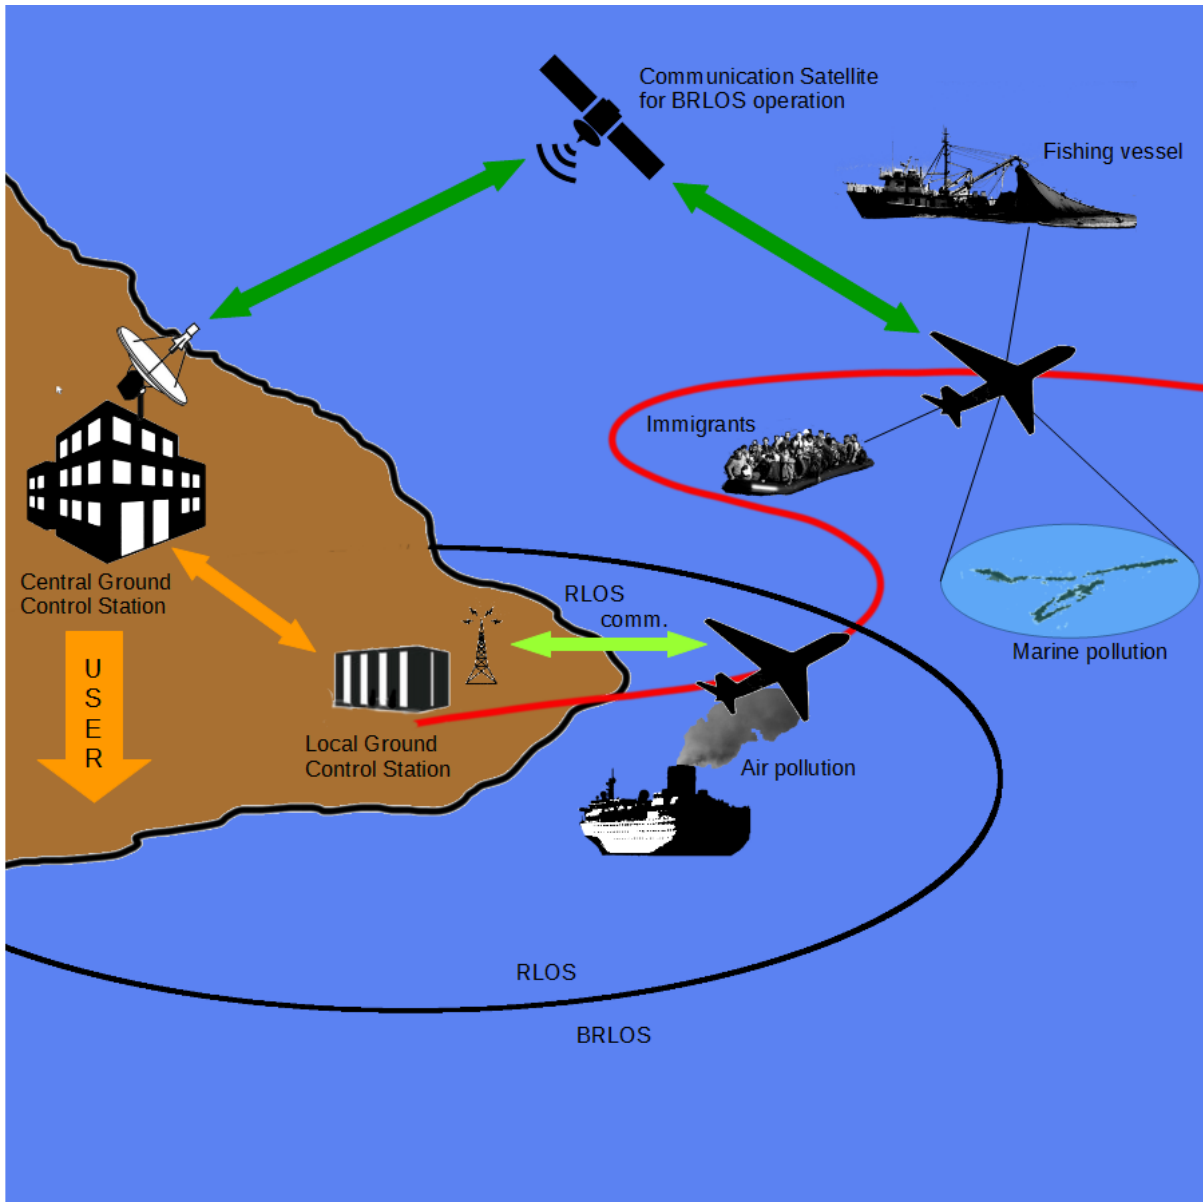 Communication Satellite
for BRLOS operation
Fishing vessel
Immigrants
Central Ground
Control Station
RLOS
comm.
Marine pollution
USER
Local Ground
Control Station
Air pollution
RLOS
BRLOS